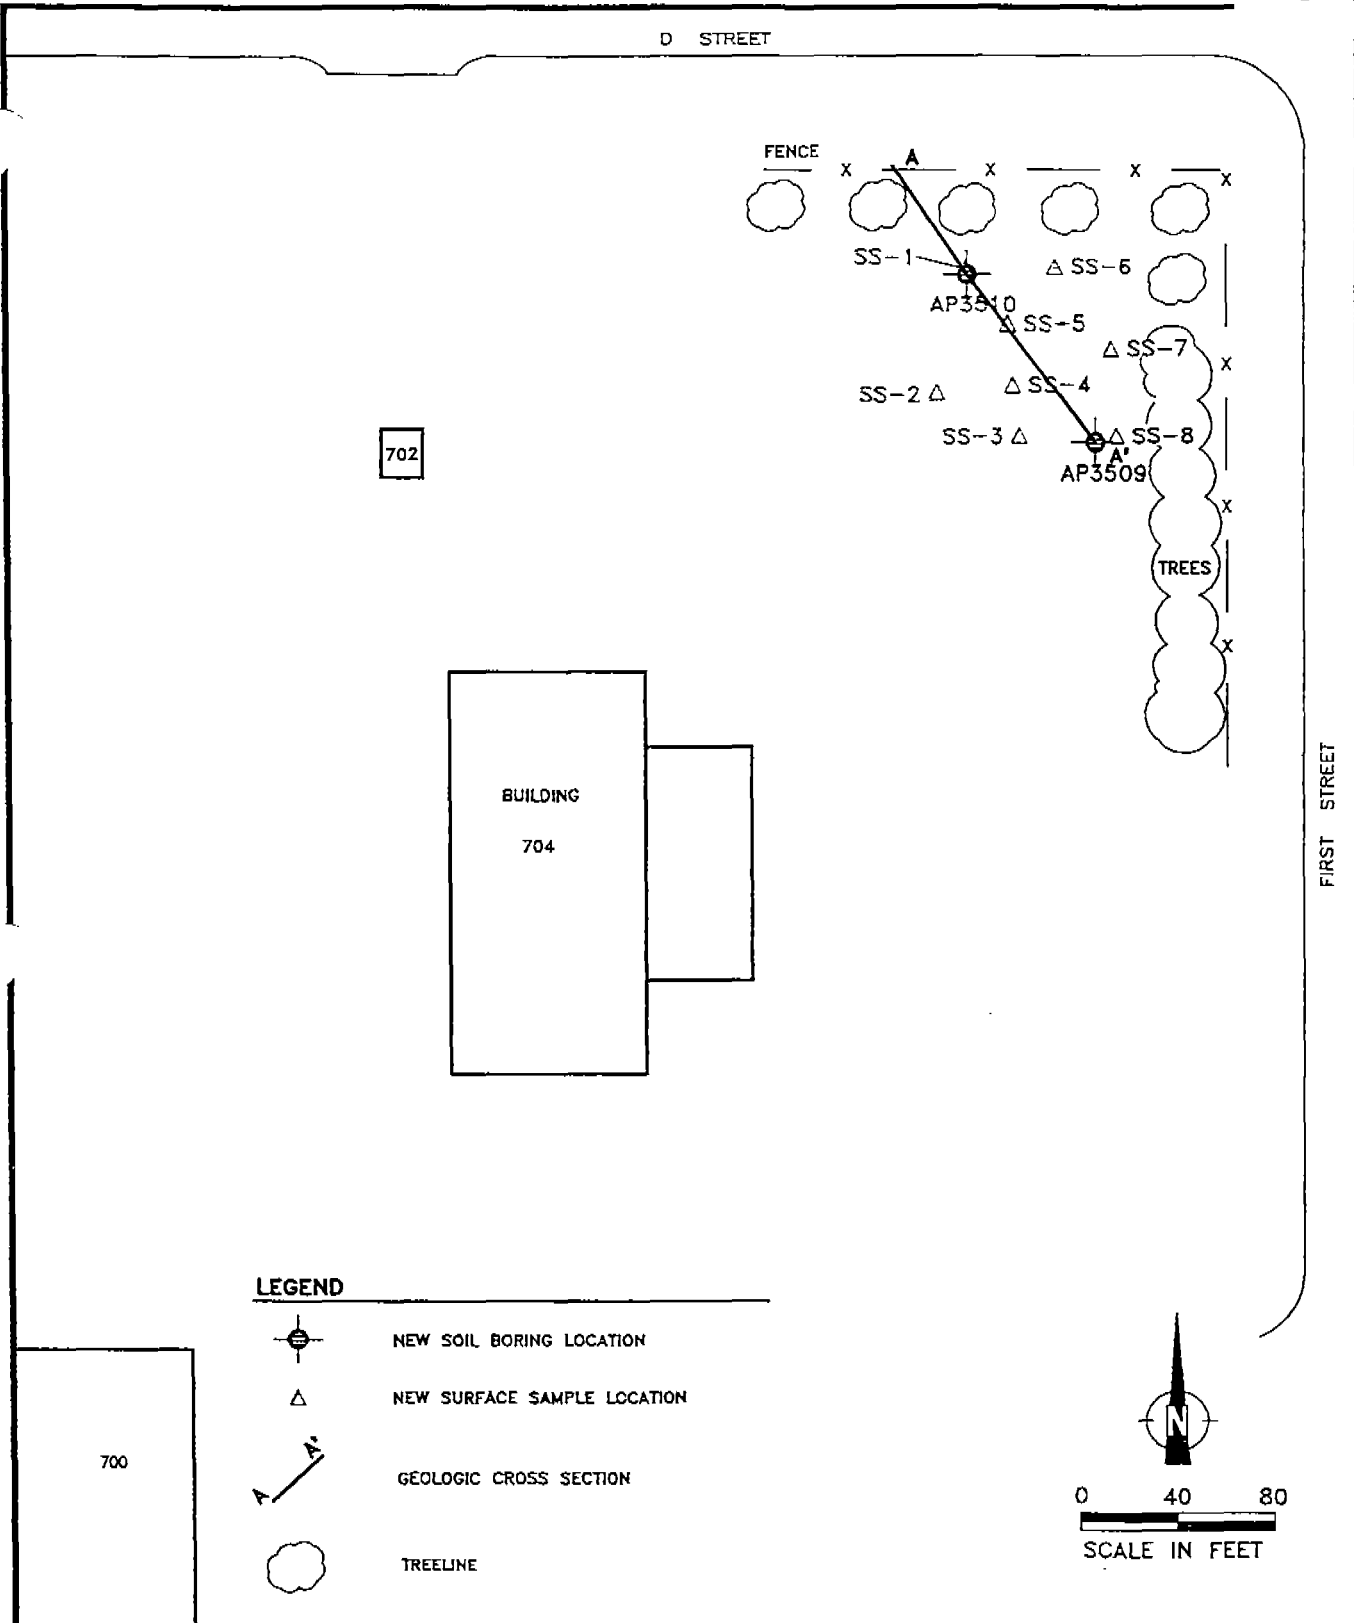 D STREET
FENCE
X
A
X
X
X
SS-1
SS-6
AP3510
SS-5
SS-7
X
SS-2
SS-4
SS-3
SS-8
A'
AP3509
702
X
TREES
X
BUILDING
704
FIRST STREET
LEGEND
NEW SOIL BORING LOCATION
NEW SURFACE SAMPLE LOCATION
A A'
GEOLOGIC CROSS SECTION
TREELINE
700
N
0 40 80
SCALE IN FEET